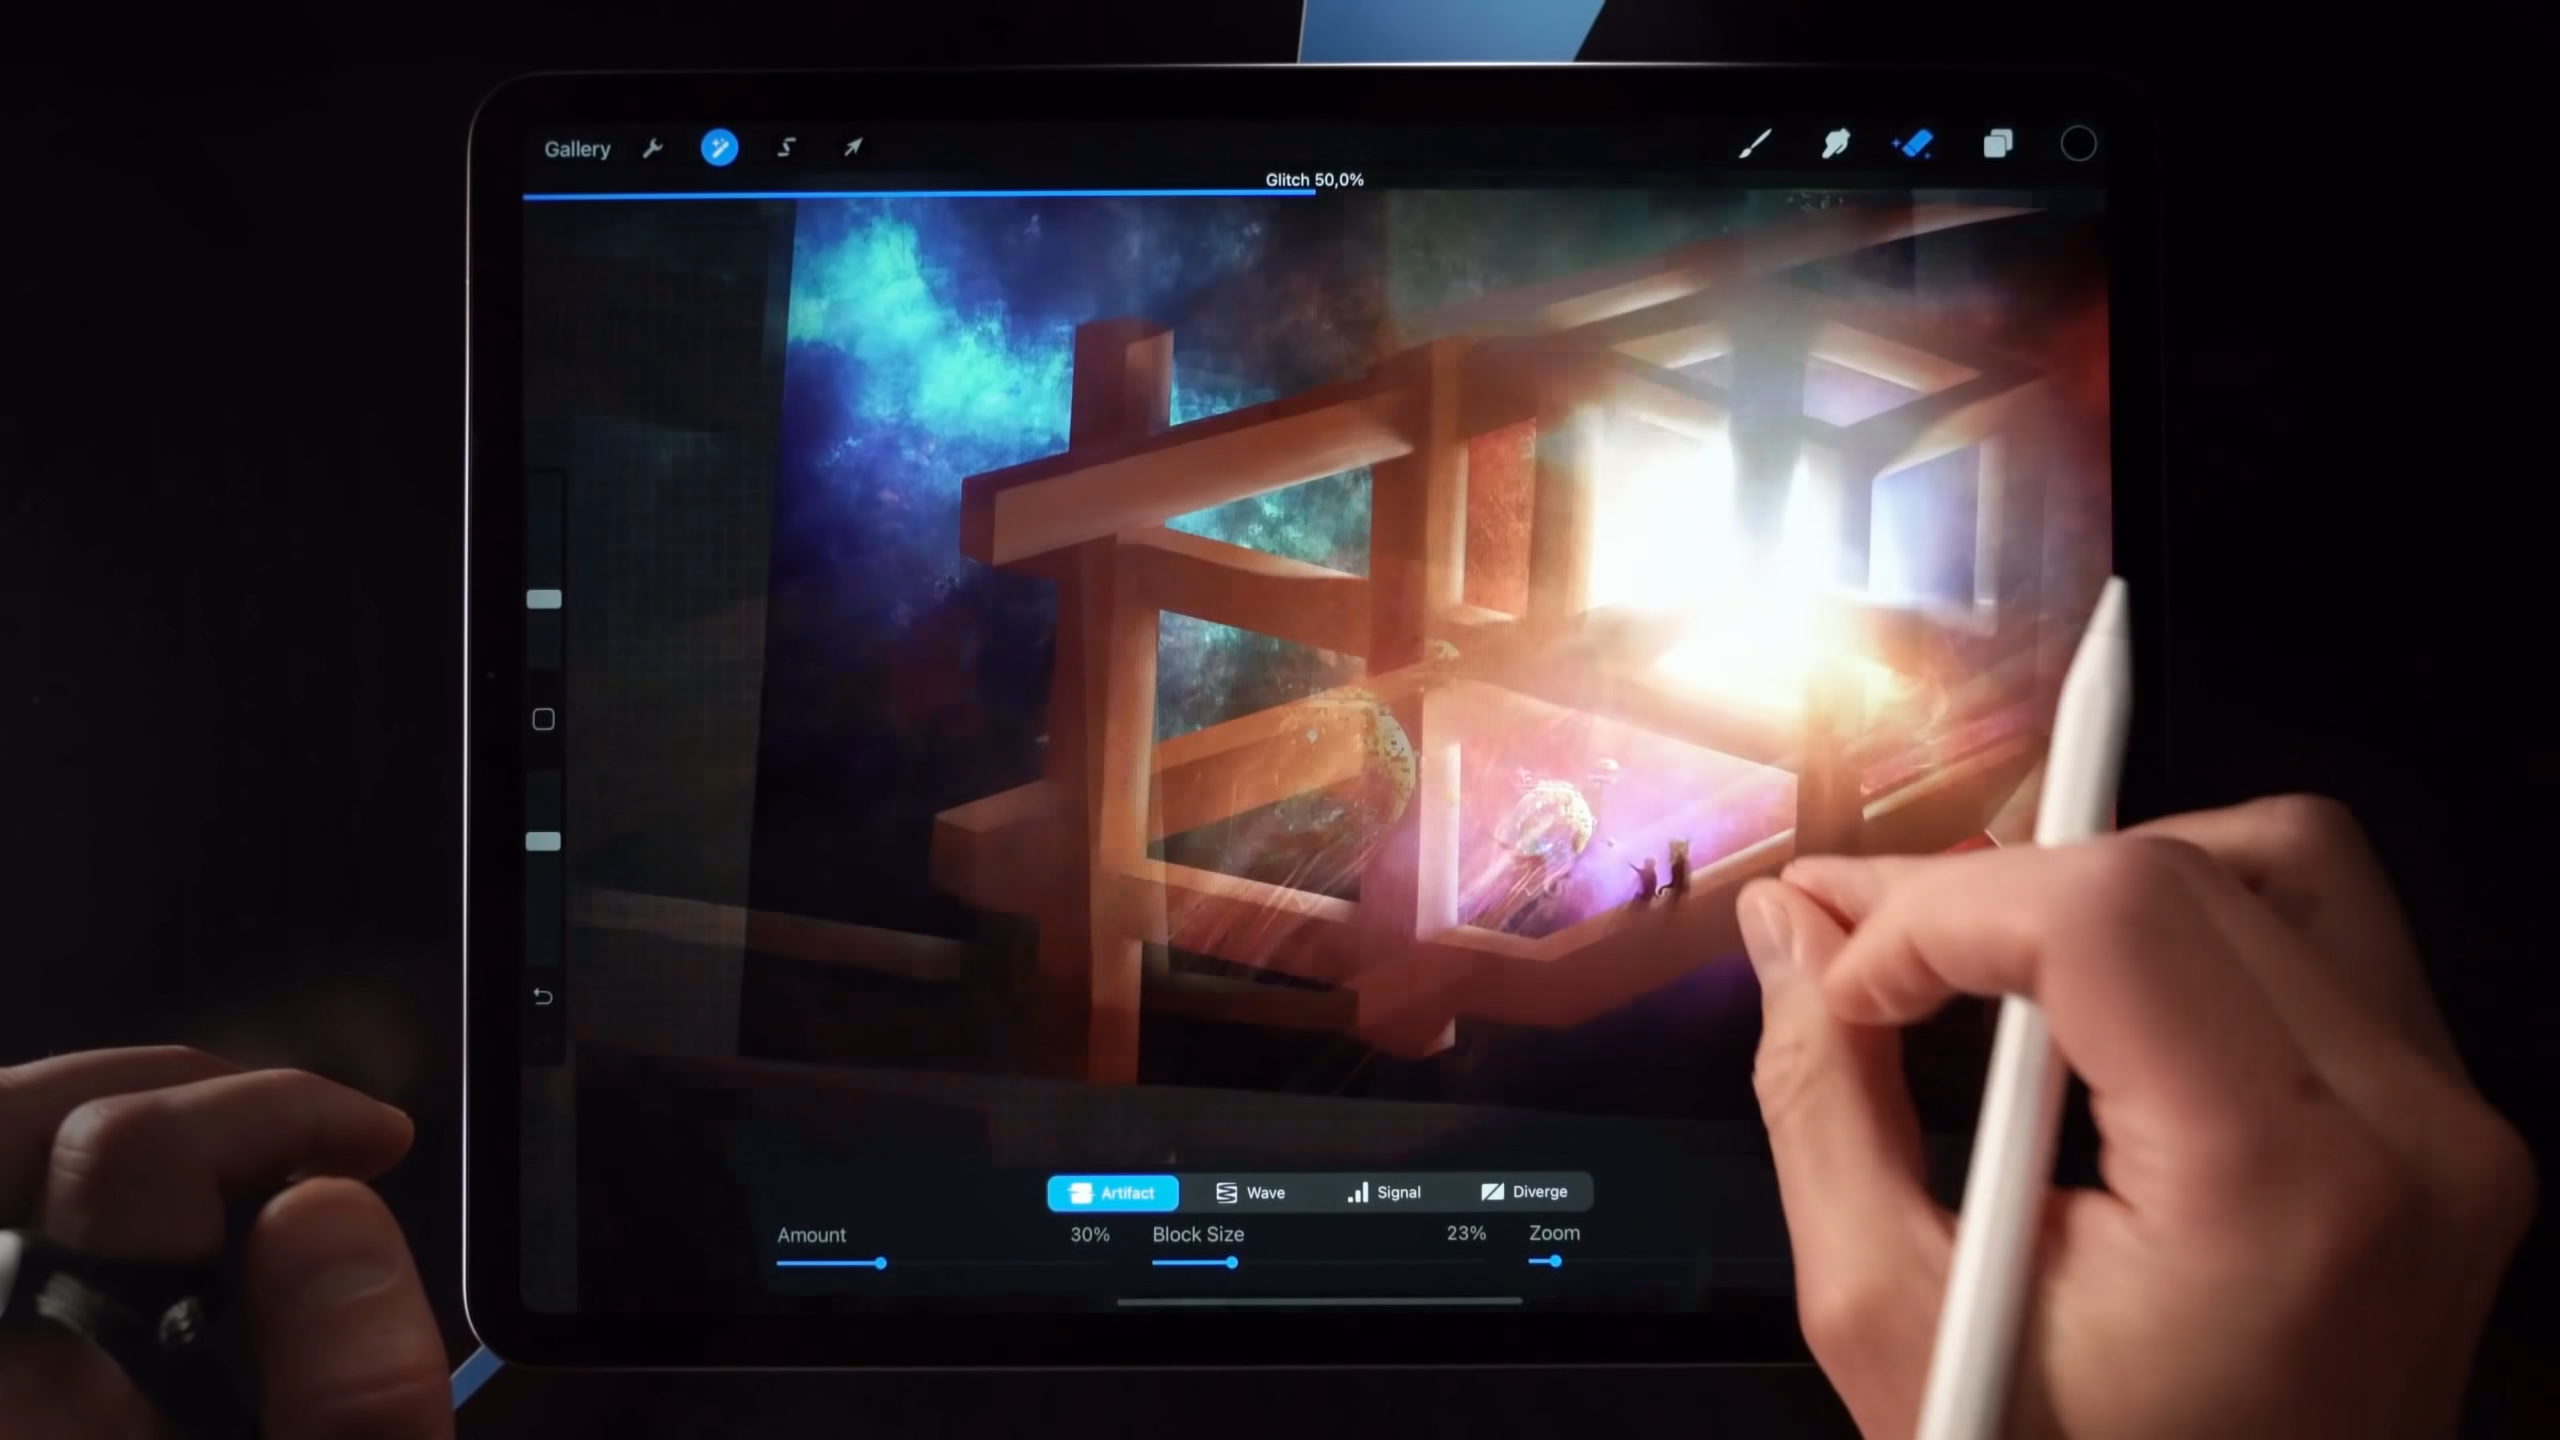 Gallery
Glitch 50,0%
Artifact Wave Signal Diverge
Amount 30% Block Size 23% Zoom